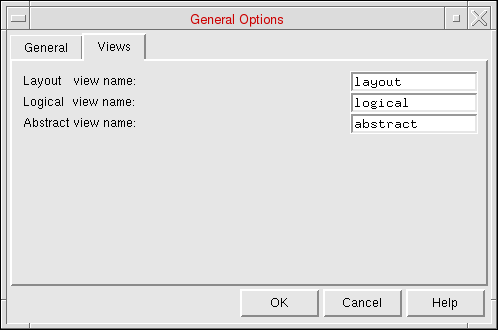 General Options
General Views
Layout view name: layout
Logical view name: logical
Abstract view name: abstract
OK Cancel Help